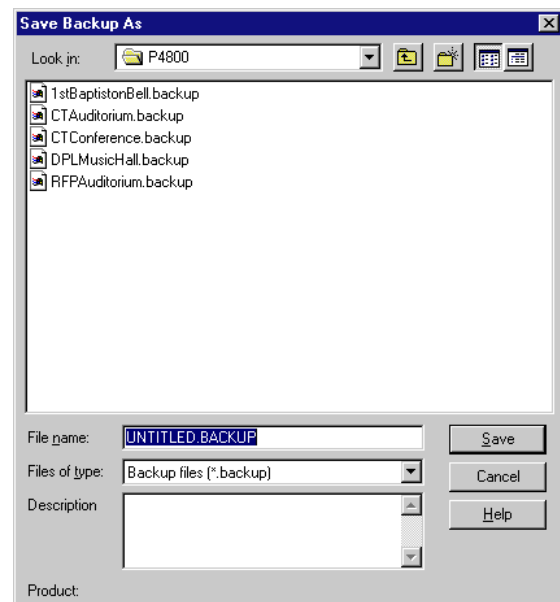 Save Backup As
Look in: P4800
1stBaptistonBell.backup
CTAuditorium.backup
CTConference.backup
DPLMusicHall.backup
RFPAuditorium.backup
File name: UNTITLED.BACKUP Save
Files of type: Backup files (*.backup) Cancel
Description Help
Product: